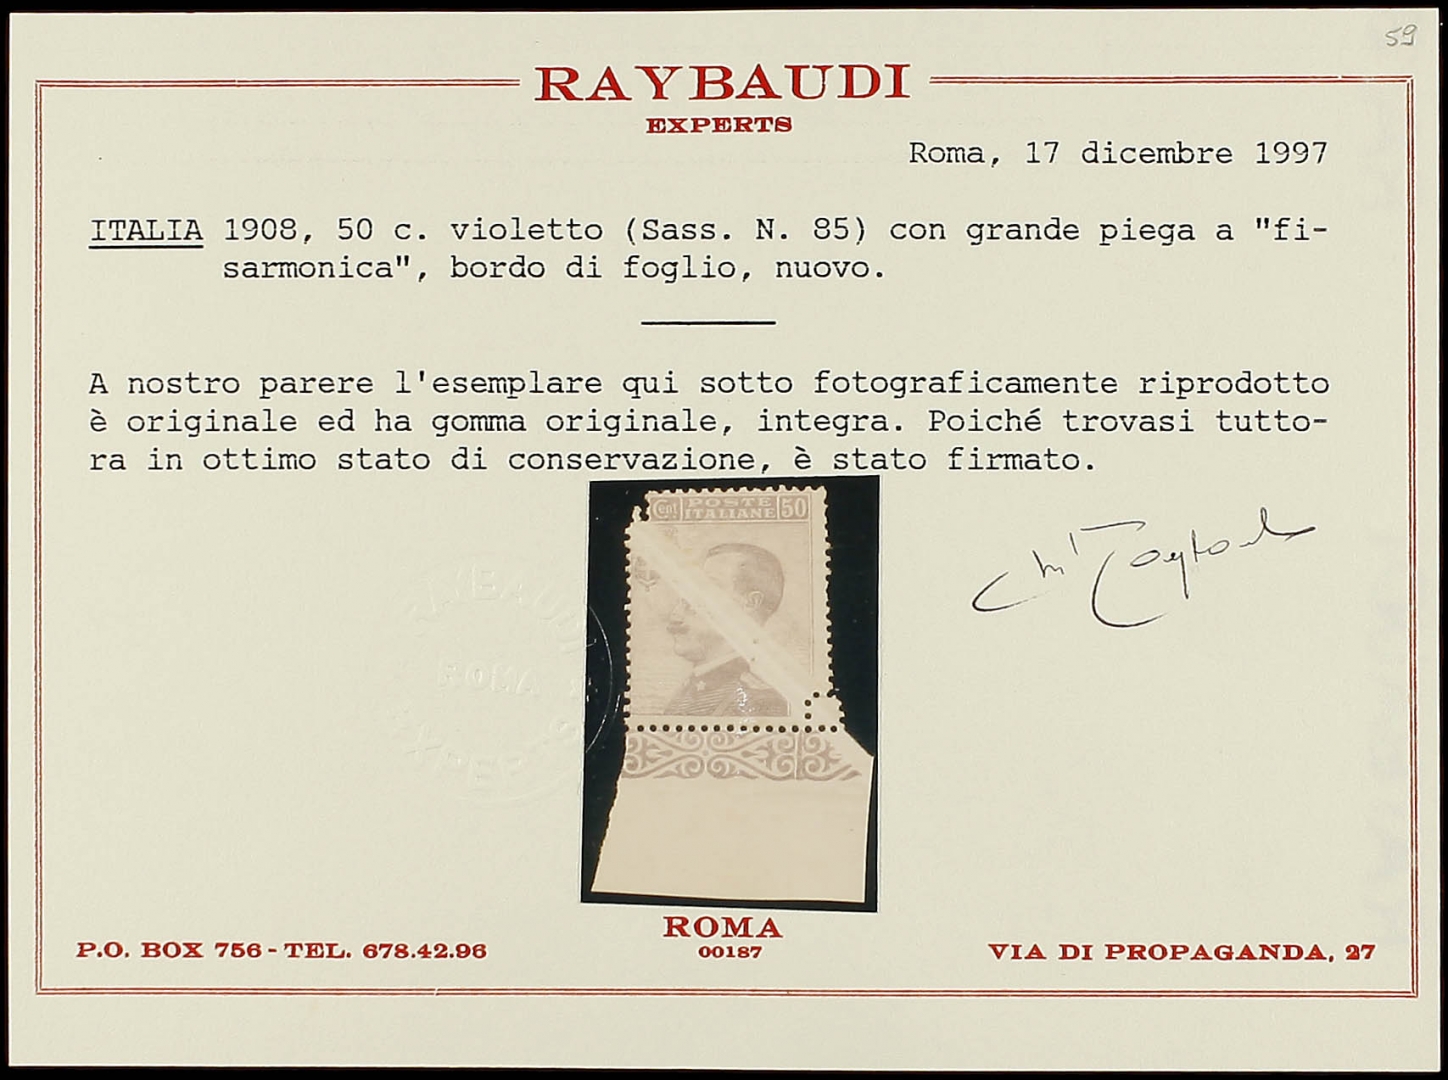 59
RAYBAUDI
EXPERTS
Roma, 17 dicembre 1997
ITALIA 1908, 50 c. violetto (Sass. N. 85) con grande piega a "fi-
sarmonica", bordo di foglio, nuovo.
A nostro parere l'esemplare qui sotto fotograficamente riprodotto
è originale ed ha gomma originale, integra. Poiché trovasi tutto-
ra in ottimo stato di conservazione, è stato firmato.
Cent. POSTE ITALIANE 50
ROMA
00187
P.O. BOX 756 - TEL. 678.42.96
VIA DI PROPAGANDA, 27